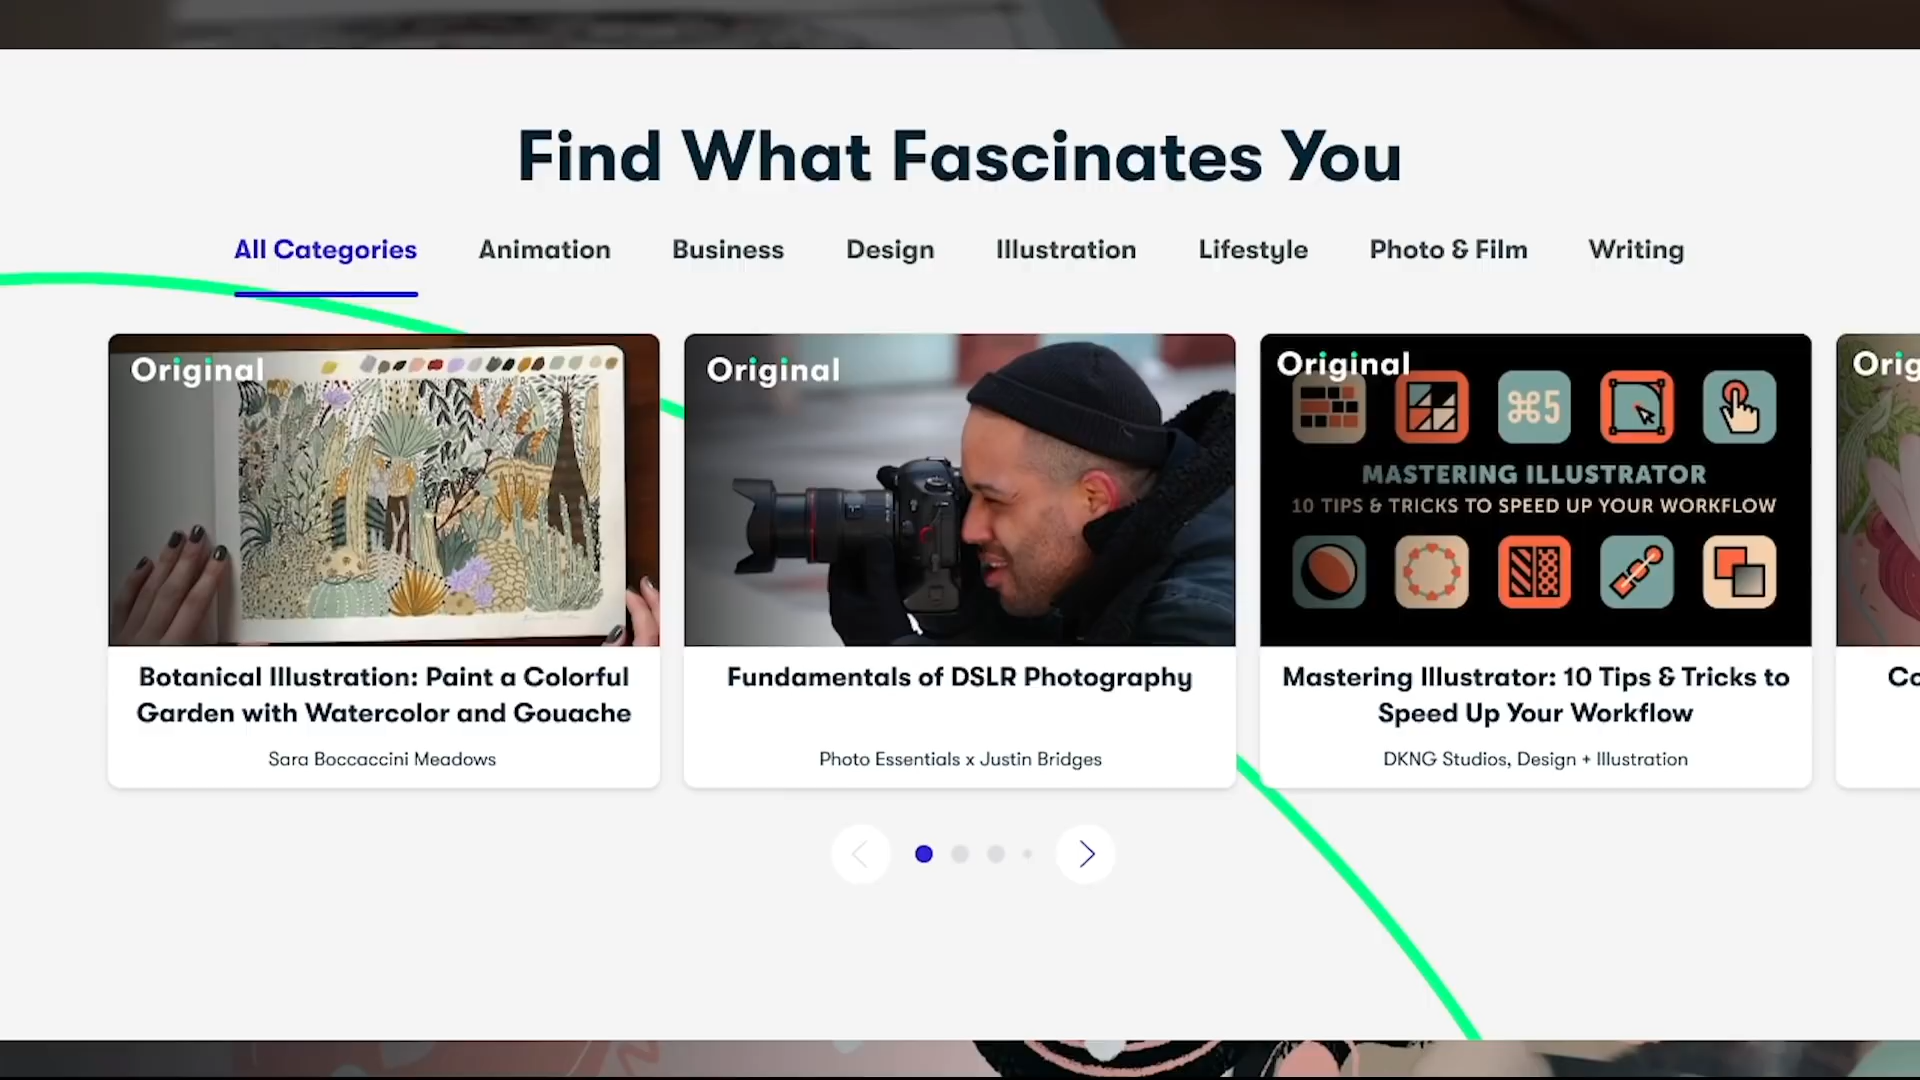 Find What Fascinates You
All Categories
Animation
Business
Design
Illustration
Lifestyle
Photo & Film
Writing
Original
Original
Original
⌘5
MASTERING ILLUSTRATOR
10 TIPS & TRICKS TO SPEED UP YOUR WORKFLOW
Orig
Botanical Illustration: Paint a Colorful
Garden with Watercolor and Gouache
Sara Boccaccini Meadows
Fundamentals of DSLR Photography
Photo Essentials x Justin Bridges
Mastering Illustrator: 10 Tips & Tricks to
Speed Up Your Workflow
DKNG Studios, Design + Illustration
Co